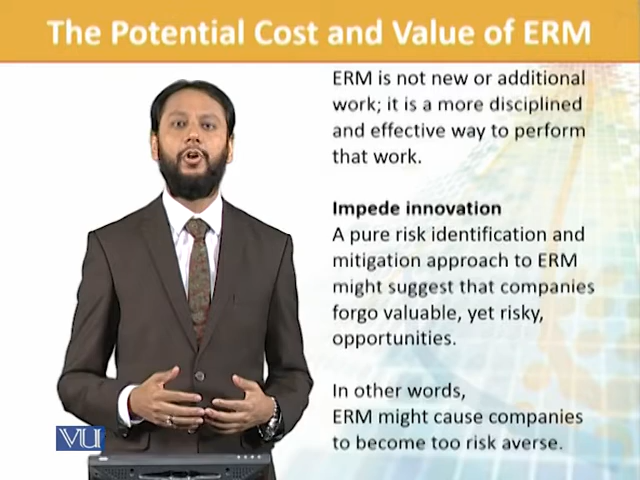 The Potential Cost and Value of ERM
ERM is not new or additional
work; it is a more disciplined
and effective way to perform
that work.
Impede innovation
A pure risk identification and
mitigation approach to ERM
might suggest that companies
forgo valuable, yet risky,
opportunities.
In other words,
ERM might cause companies
to become too risk averse.
VU